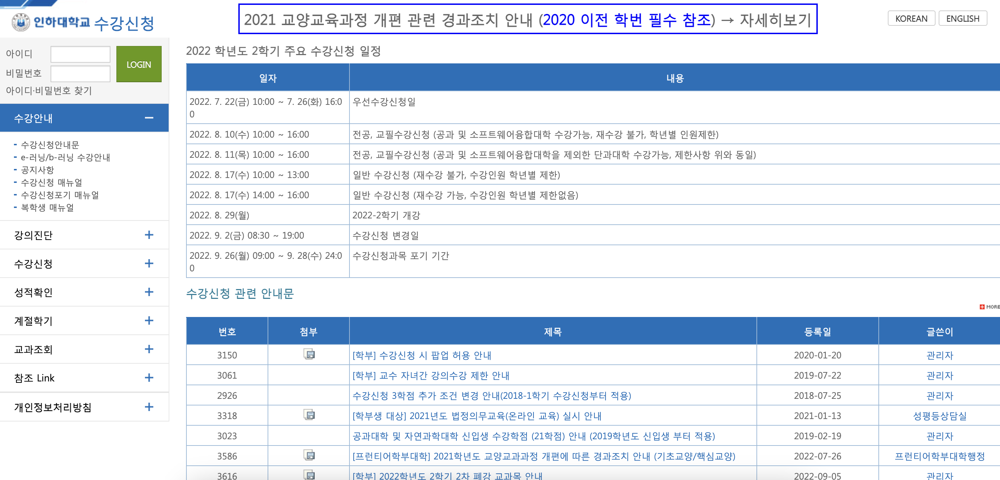 인하대학교 수강신청
2021 교양교육과정 개편 관련 경과조치 안내 (2020 이전 학번 필수 참조) → 자세히보기
KOREAN
ENGLISH
아이디
비밀번호
LOGIN
아이디·비밀번호 찾기
수강안내
- 수강신청안내문
- e-러닝/b-러닝 수강안내
- 공지사항
- 수강신청 매뉴얼
- 수강신청포기 매뉴얼
- 복학생 매뉴얼
강의진단
수강신청
성적확인
계절학기
교과조회
참조 Link
개인정보처리방침
2022 학년도 2학기 주요 수강신청 일정
일자 내용
2022. 7. 22(금) 10:00 ~ 7. 26(화) 16:0 우선수강신청일
0
2022. 8. 10(수) 10:00 ~ 16:00 전공, 교필수강신청 (공과 및 소프트웨어융합대학 수강가능, 재수강 불가, 학년별 인원제한)
2022. 8. 11(목) 10:00 ~ 16:00 전공, 교필수강신청 (공과 및 소프트웨어융합대학을 제외한 단과대학 수강가능, 제한사항 위와 동일)
2022. 8. 17(수) 10:00 ~ 13:00 일반 수강신청 (재수강 불가, 수강인원 학년별 제한)
2022. 8. 17(수) 14:00 ~ 16:00 일반 수강신청 (재수강 가능, 수강인원 학년별 제한없음)
2022. 8. 29(월) 2022-2학기 개강
2022. 9. 2(금) 08:30 ~ 19:00 수강신청 변경일
2022. 9. 26(월) 09:00 ~ 9. 28(수) 24:0 수강신청과목 포기 기간
0
수강신청 관련 안내문
MORE
번호 첨부 제목 등록일 글쓴이
3150 [학부] 수강신청 시 팝업 허용 안내 2020-01-20 관리자
3061 [학부] 교수 자녀간 강의수강 제한 안내 2019-07-22 관리자
2926 수강신청 3학점 추가 조건 변경 안내(2018-1학기 수강신청부터 적용) 2018-07-25 관리자
3318 [학부생 대상] 2021년도 법정의무교육(온라인 교육) 실시 안내 2021-01-13 성평등상담실
3023 공과대학 및 자연과학대학 신입생 수강학점 (21학점) 안내 (2019학년도 신입생 부터 적용) 2019-02-19 관리자
3586 [프런티어학부대학] 2021학년도 교양교과과정 개편에 따른 경과조치 안내 (기초교양/핵심교양) 2022-07-26 프런티어학부대학행정
3616 [학부] 2022학년도 2학기 2차 폐강 교과목 안내 2022-09-05 관리자